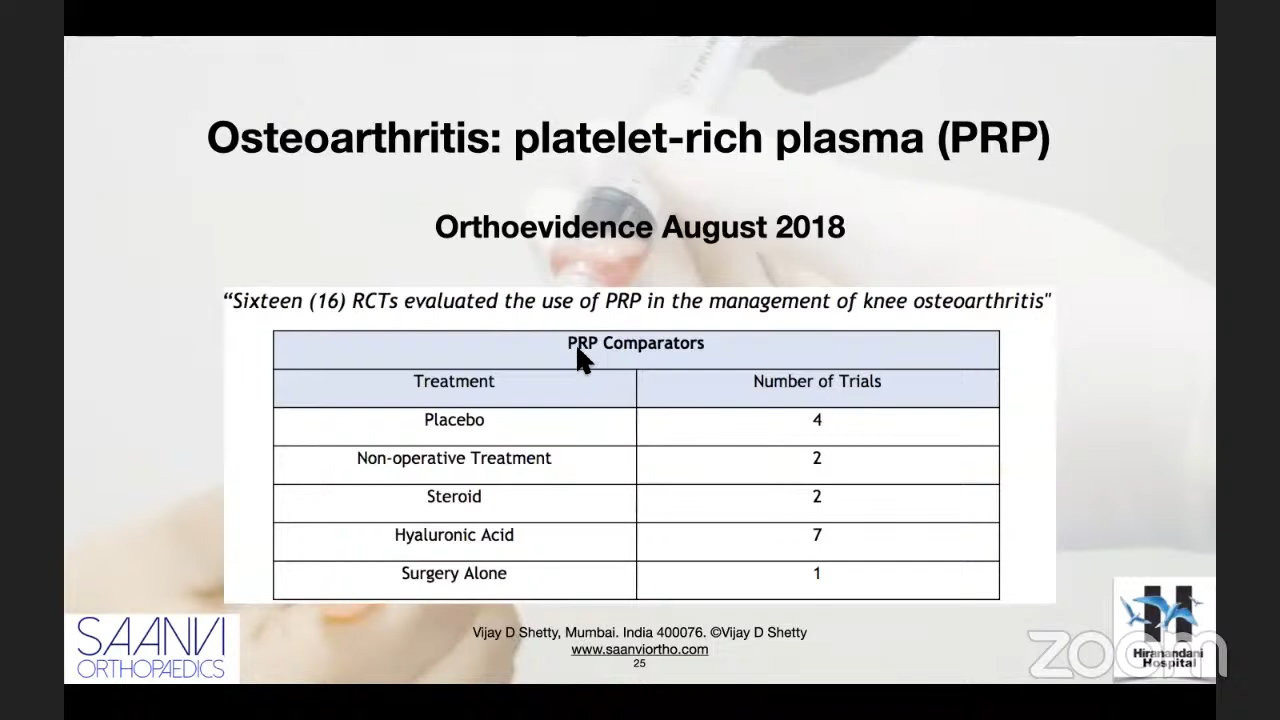 Osteoarthritis: platelet-rich plasma (PRP)
Orthoevidence August 2018
“Sixteen (16) RCTs evaluated the use of PRP in the management of knee osteoarthritis"
PRP Comparators
Treatment Number of Trials
Placebo 4
Non-operative Treatment 2
Steroid 2
Hyaluronic Acid 7
Surgery Alone 1
SAANVI
ORTHOPAEDICS
Vijay D Shetty, Mumbai. India 400076. ©Vijay D Shetty
www.saanviortho.com
25
H
Hiranandani
Hospital
zoom